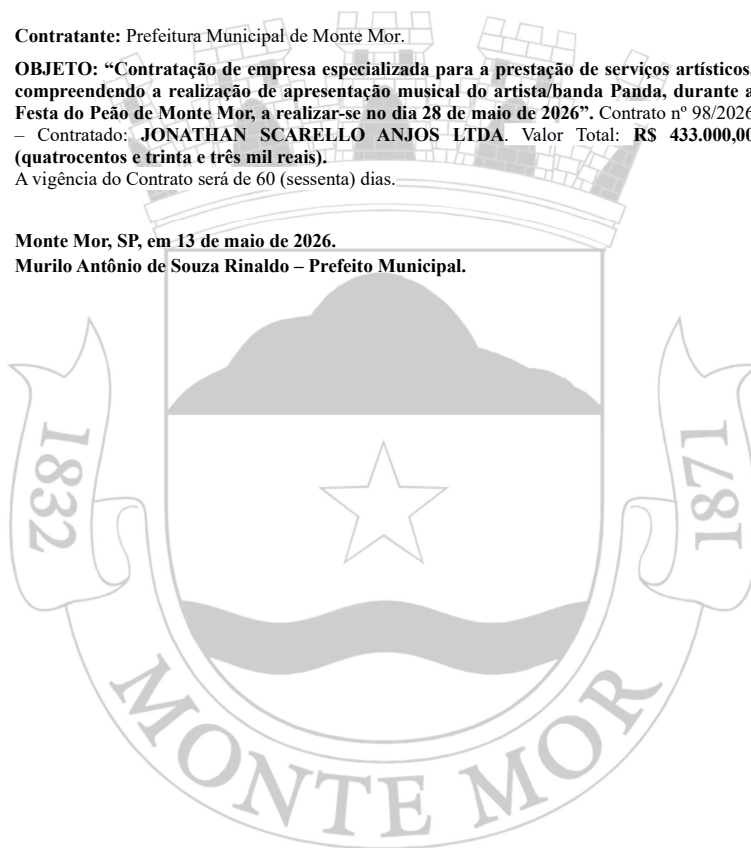 Contratante: Prefeitura Municipal de Monte Mor.
OBJETO: “Contratação de empresa especializada para a prestação de serviços artísticos,
compreendendo a realização de apresentação musical do artista/banda Panda, durante a
Festa do Peão de Monte Mor, a realizar-se no dia 28 de maio de 2026”. Contrato nº 98/2026
– Contratado: JONATHAN SCARELLO ANJOS LTDA. Valor Total: R$ 433.000,00
(quatrocentos e trinta e três mil reais).
A vigência do Contrato será de 60 (sessenta) dias.
Monte Mor, SP, em 13 de maio de 2026.
Murilo Antônio de Souza Rinaldo – Prefeito Municipal.
1832
1871
MONTE MOR